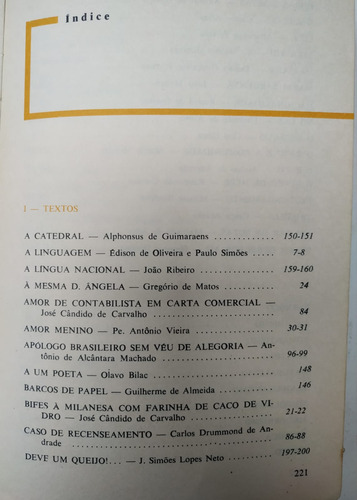 Índice
I — TEXTOS
A CATEDRAL — Alphonsus de Guimaraens ............. 150-151
A LINGUAGEM — Édison de Oliveira e Paulo Simões ..... 7-8
A LÍNGUA NACIONAL — João Ribeiro ................ 159-160
À MESMA D. ÂNGELA — Gregório de Matos ........... 24
AMOR DE CONTABILISTA EM CARTA COMERCIAL —
José Cândido de Carvalho ........................ 84
AMOR MENINO — Pe. Antônio Vieira ................ 30-31
APÓLOGO BRASILEIRO SEM VÉU DE ALEGORIA — An-
tônio de Alcântara Machado ...................... 96-99
A UM POETA — Olavo Bilac ........................ 148
BARCOS DE PAPEL — Guilherme de Almeida .......... 146
BIFES À MILANESA COM FARINHA DE CACO DE VI-
DRO — José Cândido de Carvalho .................. 21-22
CASO DE RECENSEAMENTO — Carlos Drummond de An-
drade ........................................... 86-88
DEVE UM QUEIJO!... — J. Simões Lopes Neto ....... 197-200
221